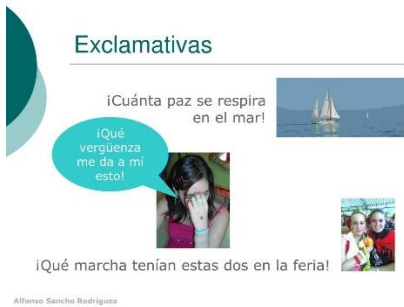 Exclamativas
¡Cuánta paz se respira
en el mar!
¡Qué
vergüenza
me da a mí
esto!
¡Qué marcha tenían estas dos en la feria!
Alfonso Sancho Rodríguez